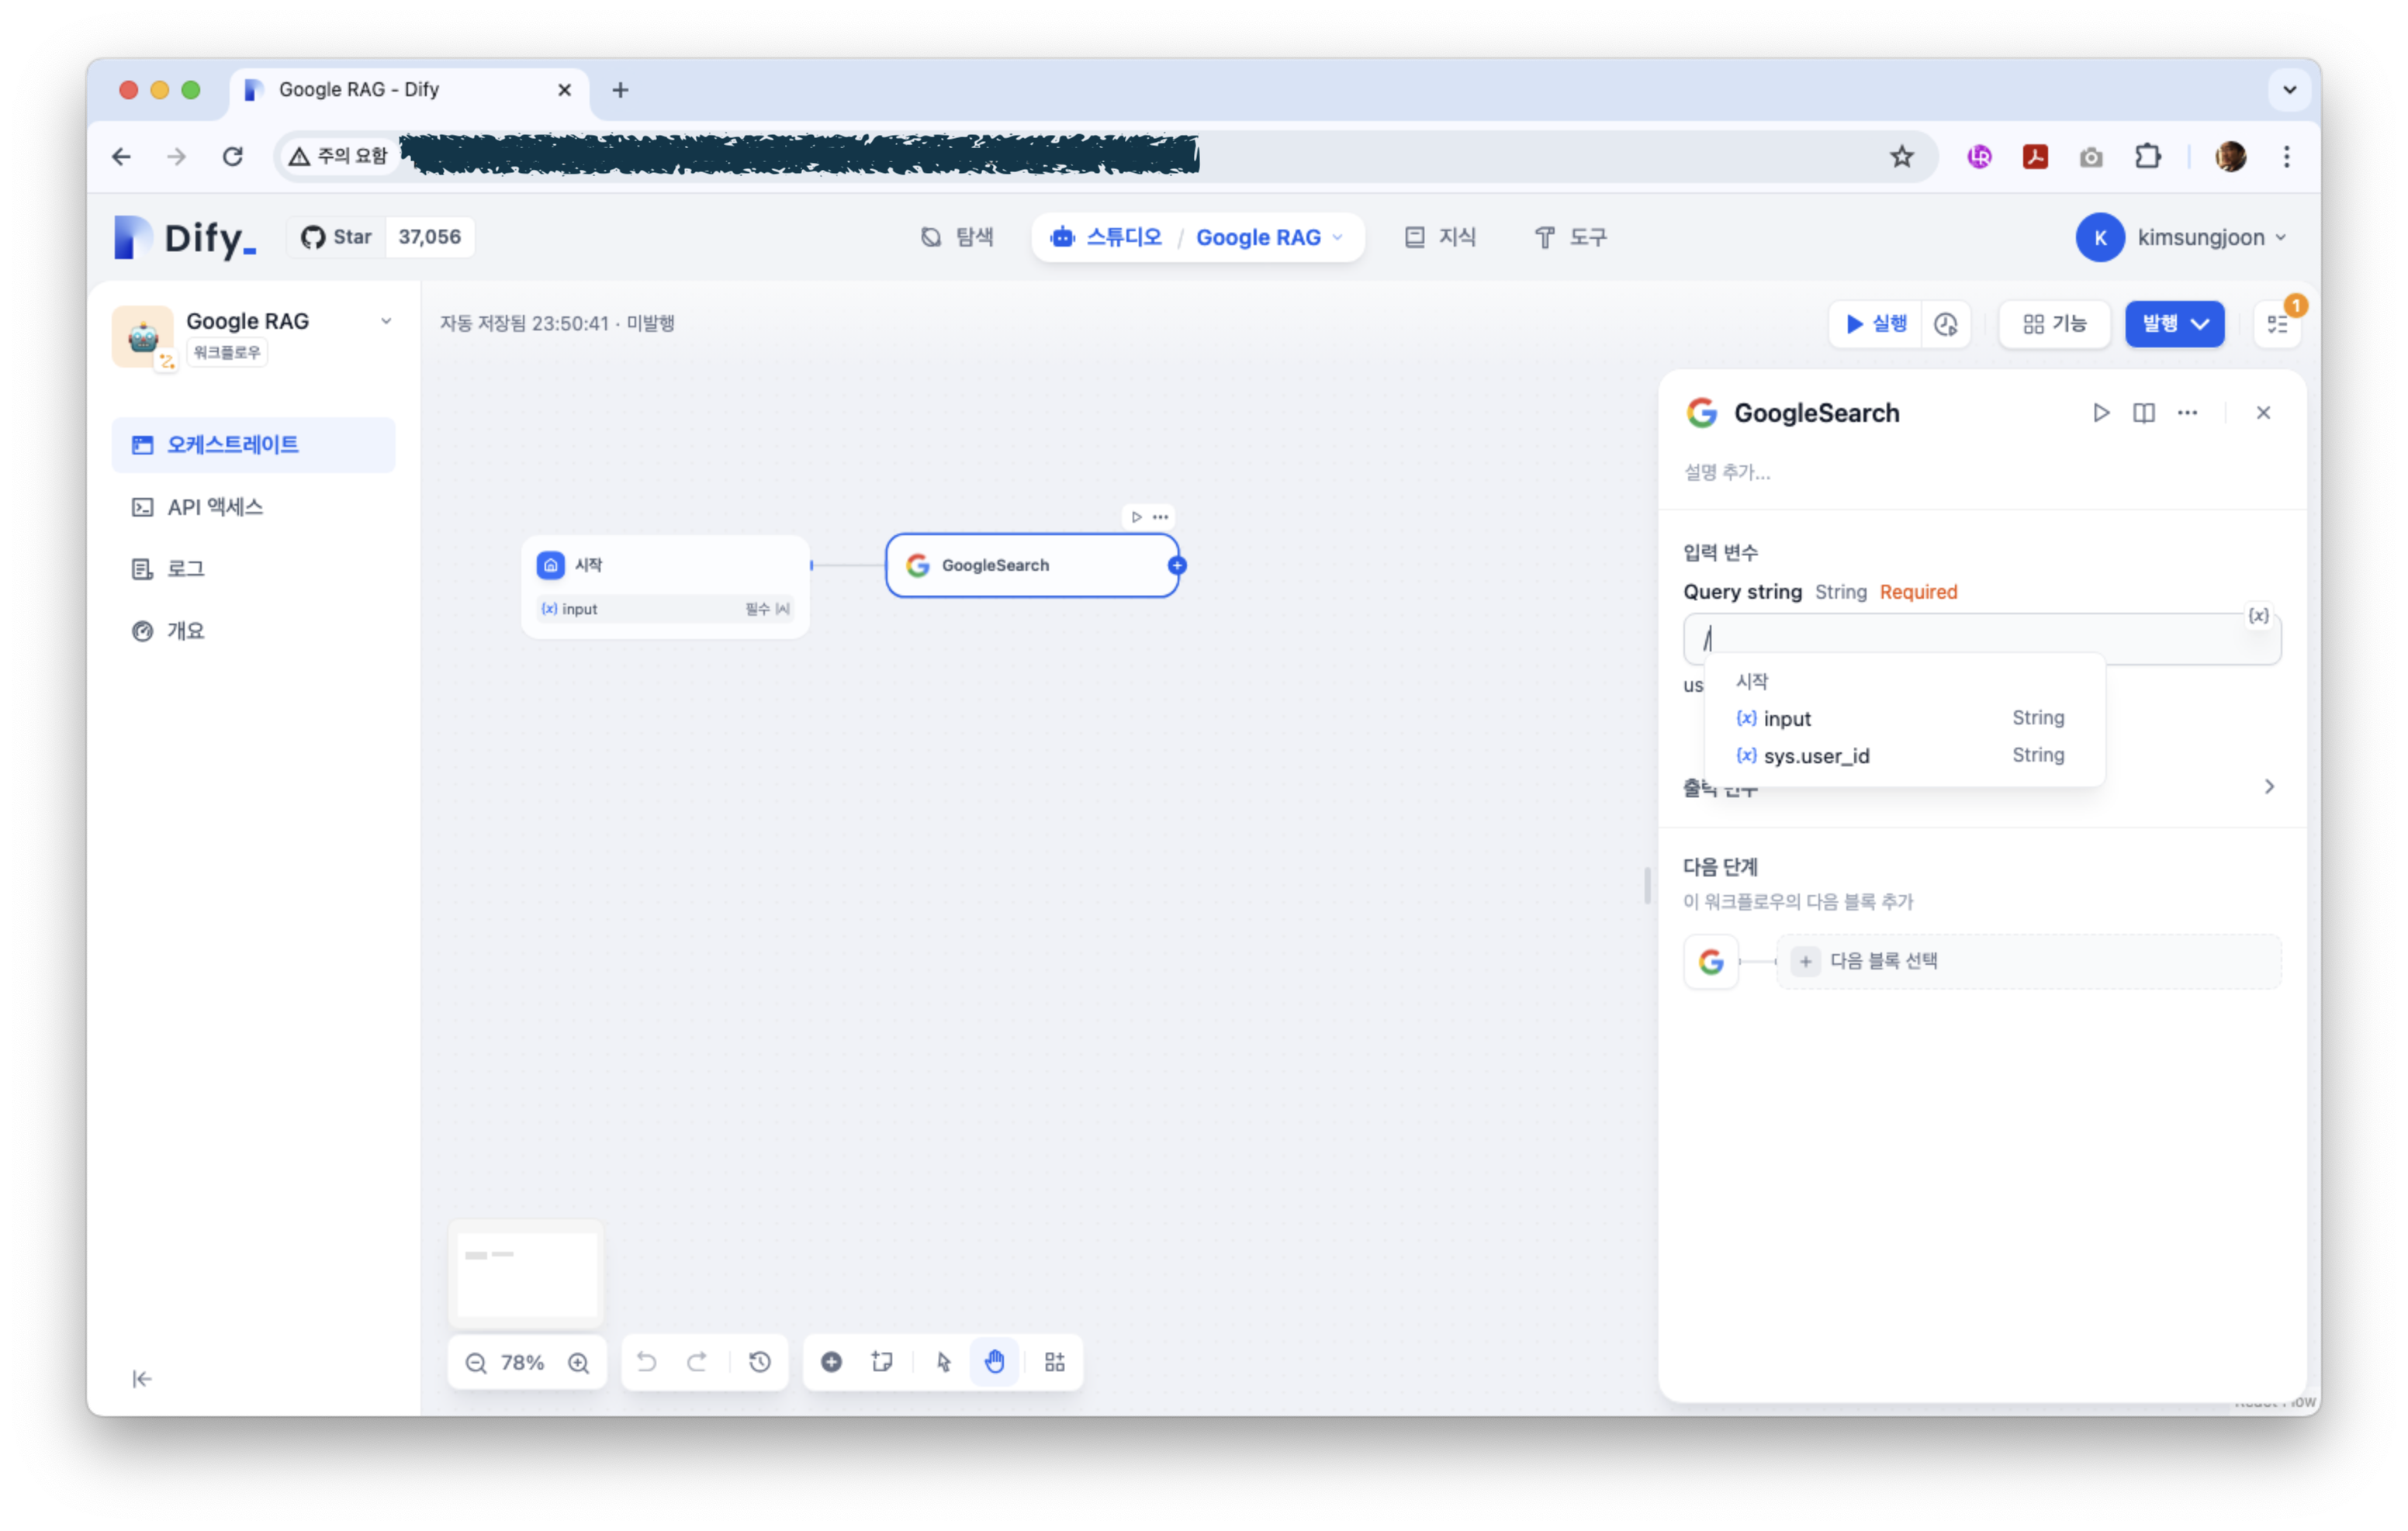 Google RAG - Dify
주의 요함
Dify_
Star 37,056
탐색
스튜디오 / Google RAG
지식
도구
K kimsungjoon
Google RAG
워크플로우
오케스트레이트
API 액세스
로그
개요
자동 저장됨 23:50:41 · 미발행
실행
기능
발행
1
시작
{x} input 필수
GoogleSearch
GoogleSearch
설명 추가...
입력 변수
Query string String Required
{x}
/
us
시작
{x} input String
{x} sys.user_id String
출력 변수
다음 단계
이 워크플로우의 다음 블록 추가
다음 블록 선택
78%
React Flow